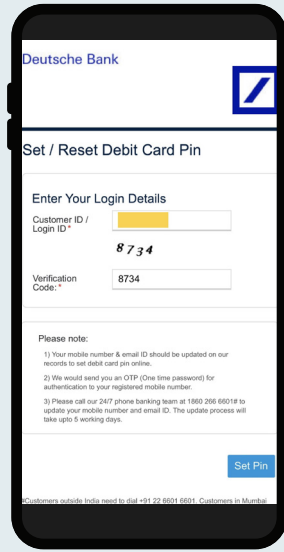 Deutsche Bank
Set / Reset Debit Card Pin
Enter Your Login Details
Customer ID /
Login ID*
8734
Verification
Code:*
8734
Please note:
1) Your mobile number & email ID should be updated on our
records to set debit card pin online.
2) We would send you an OTP (One time password) for
authentication to your registered mobile number.
3) Please call our 24/7 phone banking team at 1860 266 6601# to
update your mobile number and email ID. The update process will
take upto 5 working days.
Set Pin
#Customers outside India need to dial +91 22 6601 6601. Customers in Mumbai